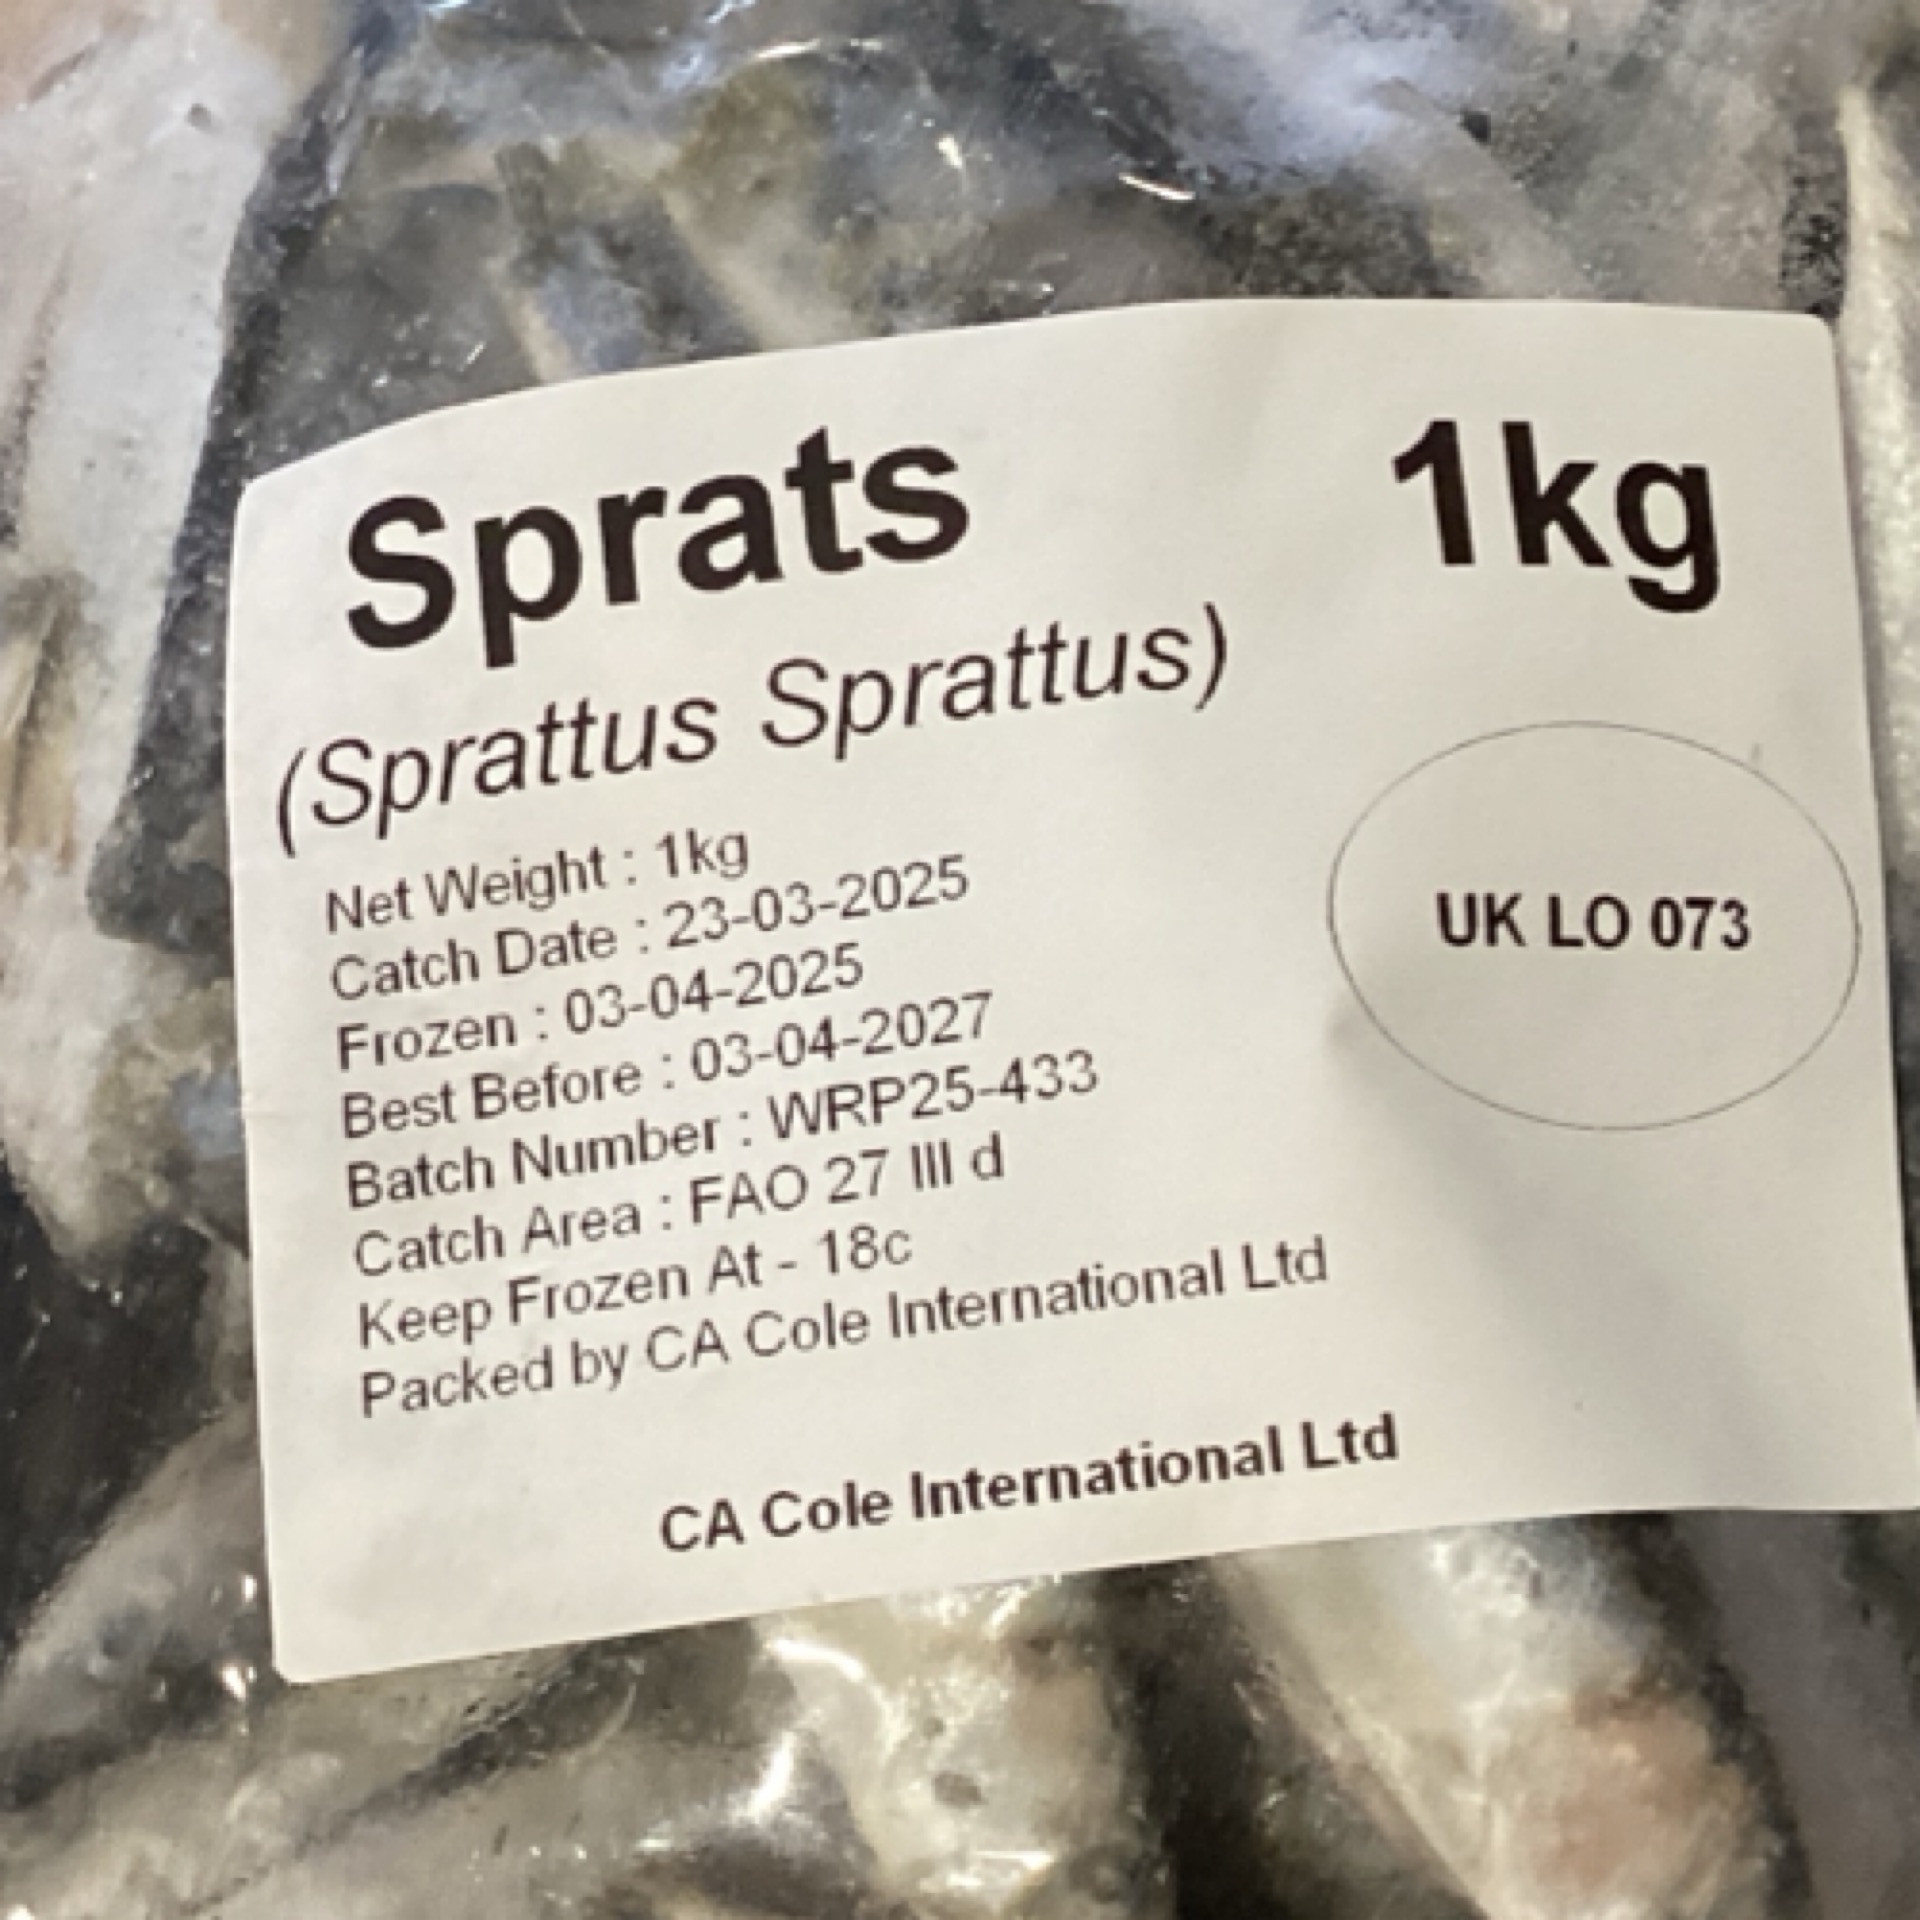 Sprats 1kg
(Sprattus Sprattus)
Net Weight : 1kg
Catch Date : 23-03-2025
Frozen : 03-04-2025
Best Before : 03-04-2027
Batch Number : WRP25-433
Catch Area : FAO 27 III d
Keep Frozen At - 18c
Packed by CA Cole International Ltd
UK LO 073
CA Cole International Ltd